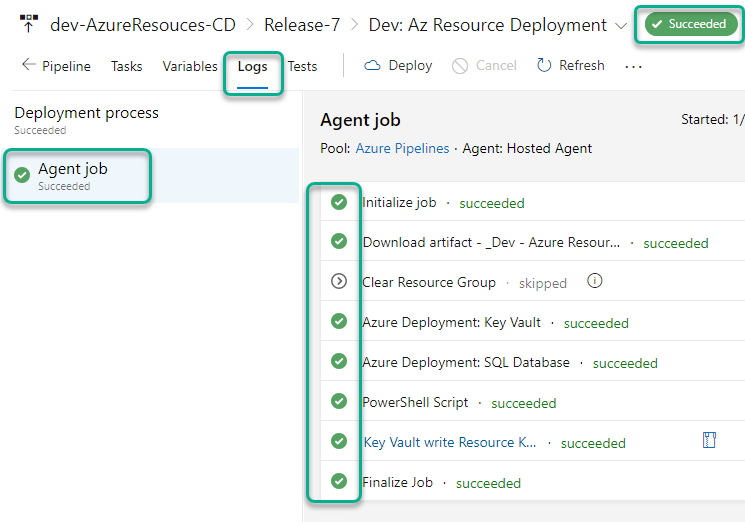 dev-AzureResouces-CD > Release-7 > Dev: Az Resource Deployment Succeeded
Pipeline Tasks Variables Logs Tests Deploy Cancel Refresh ...
Deployment process
Succeeded
Agent job
Succeeded
Agent job Started: 1/
Pool: Azure Pipelines · Agent: Hosted Agent
Initialize job · succeeded
Download artifact - _Dev - Azure Resour... · succeeded
Clear Resource Group · skipped
Azure Deployment: Key Vault · succeeded
Azure Deployment: SQL Database · succeeded
PowerShell Script · succeeded
Key Vault write Resource K... · succeeded
Finalize Job · succeeded